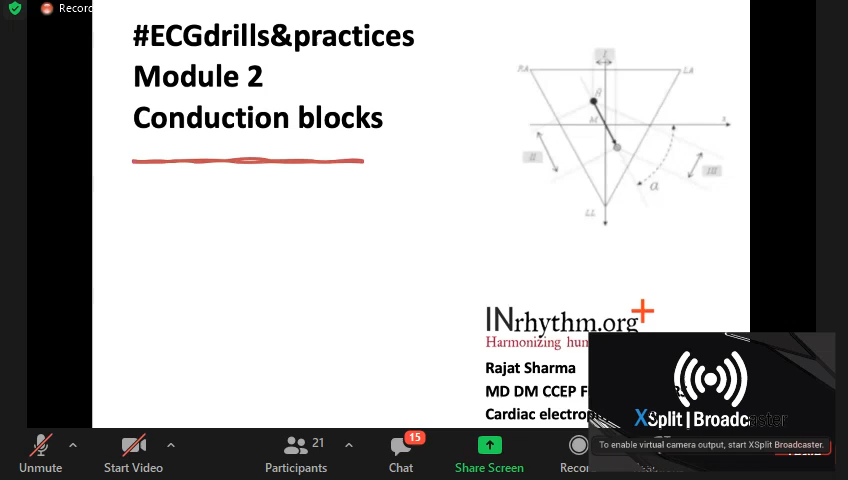 Record
#ECGdrills&practices
Module 2
Conduction blocks
I
RA
LA
M
II
III
α
LL
INrhythm.org
Harmonizing hum
Rajat Sharma
MD DM CCEP F
Cardiac electrop
XSplit | Broadcaster
To enable virtual camera output, start XSplit Broadcaster.
21
15
Unmute
Start Video
Participants
Chat
Share Screen
Recor